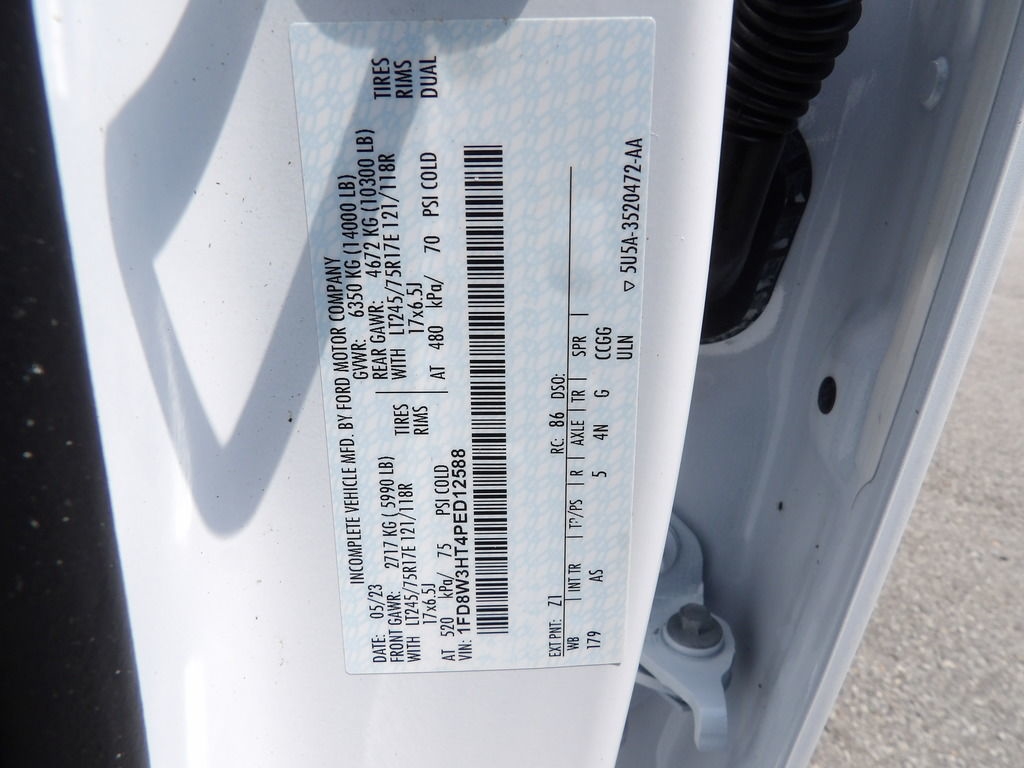 INCOMPLETE VEHICLE MFD. BY FORD MOTOR COMPANY
DATE: 05/23 GVWR: 6350 KG (14000 LB)
FRONT GAWR: 2717 KG (5990 LB) REAR GAWR: 4672 KG (10300 LB)
WITH LT245/75R17E 121/118R TIRES WITH LT245/75R17E 121/118R TIRES
17x6.5J RIMS 17x6.5J RIMS
AT 520 kPa/ 75 PSI COLD AT 480 kPa/ 70 PSI COLD DUAL
VIN: 1FD8W3HT4PED12588
EXT PNT: Z1 RC: 86 DSO:
WB INT TR TP/PS R AXLE TR SPR
179 AS 5 4N G CCGG
ULN
▽ 5U5A-3520472-AA